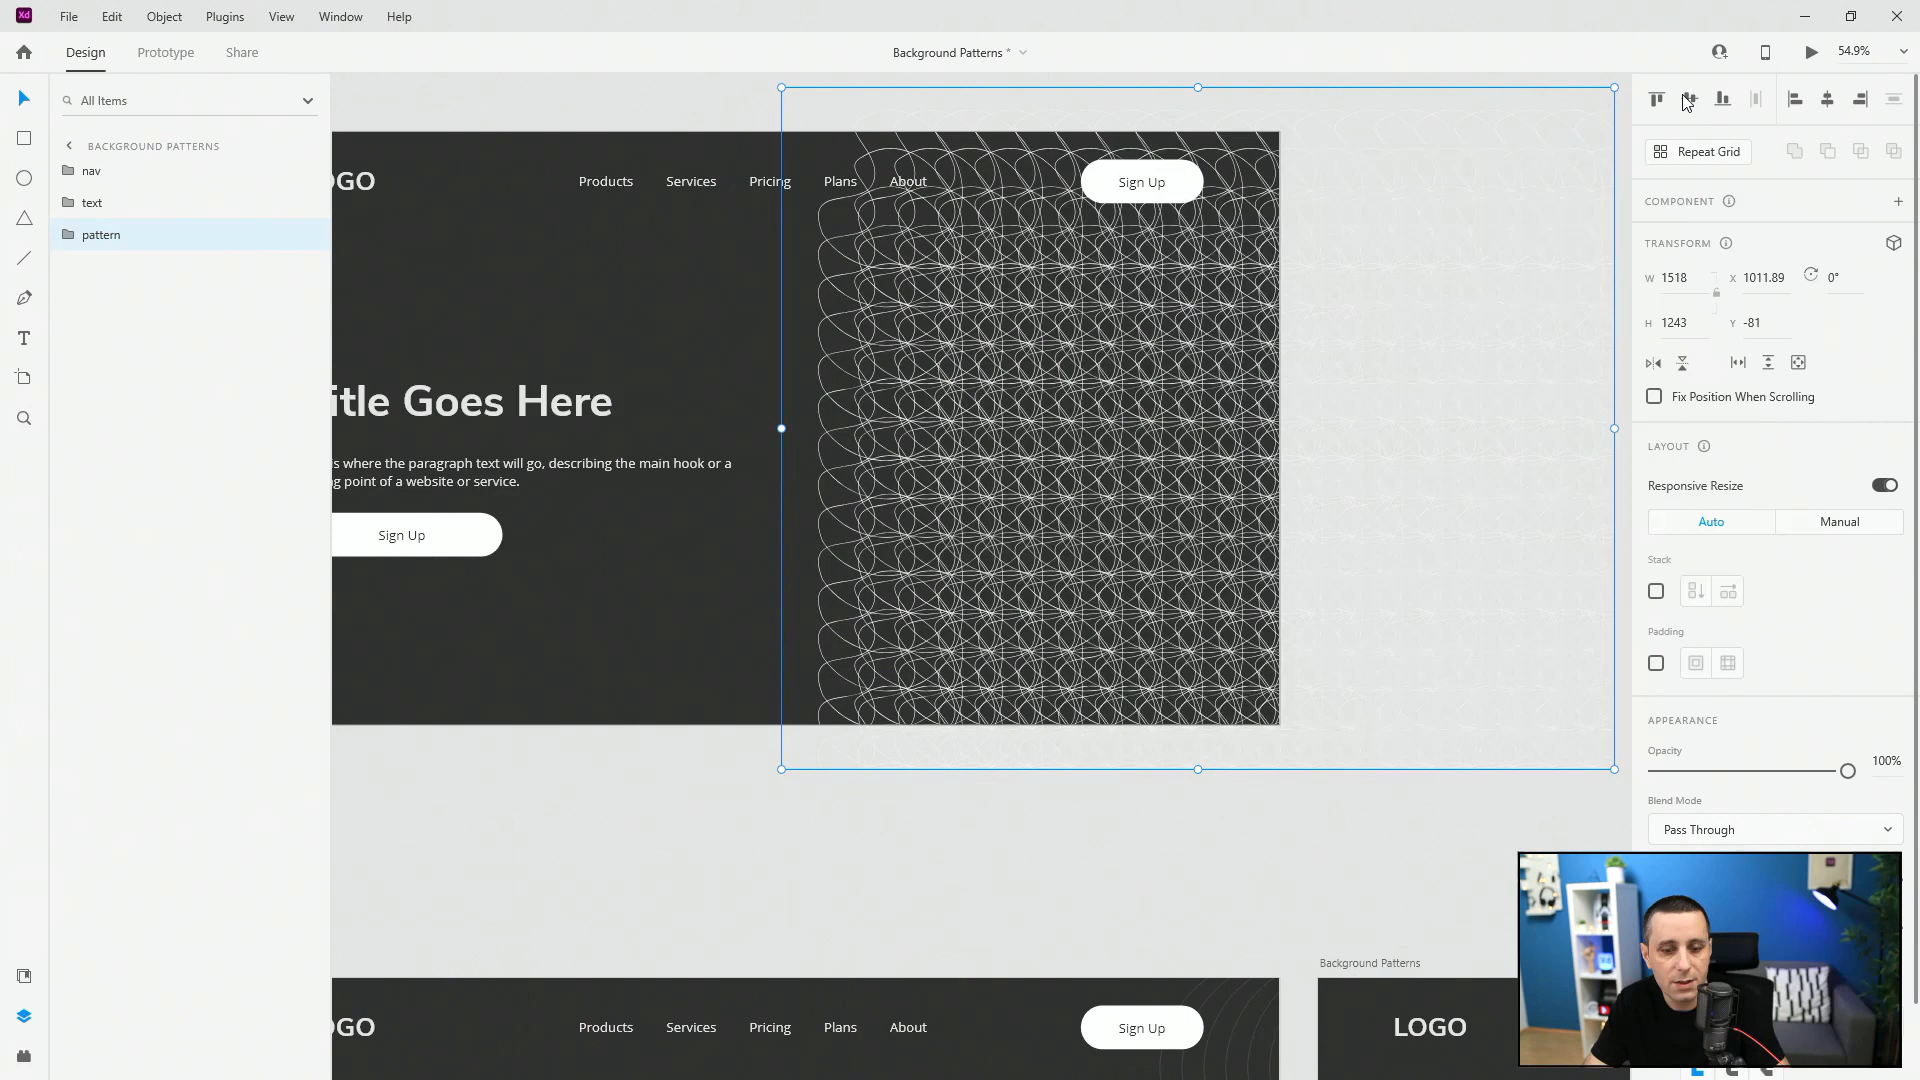 Xd File Edit Object Plugins View Window Help
Design Prototype Share Background Patterns * 54.9%
All Items
BACKGROUND PATTERNS
nav
text
pattern
OGO Products Services Pricing Plans About Sign Up
itle Goes Here
is where the paragraph text will go, describing the main hook or a
g point of a website or service.
Sign Up
Repeat Grid
COMPONENT
TRANSFORM
W 1518 X 1011.89 0°
H 1243 Y -81
Fix Position When Scrolling
LAYOUT
Responsive Resize
Auto Manual
Stack
Padding
APPEARANCE
Opacity
100%
Blend Mode
Pass Through
Background Patterns
OGO Products Services Pricing Plans About Sign Up
LOGO